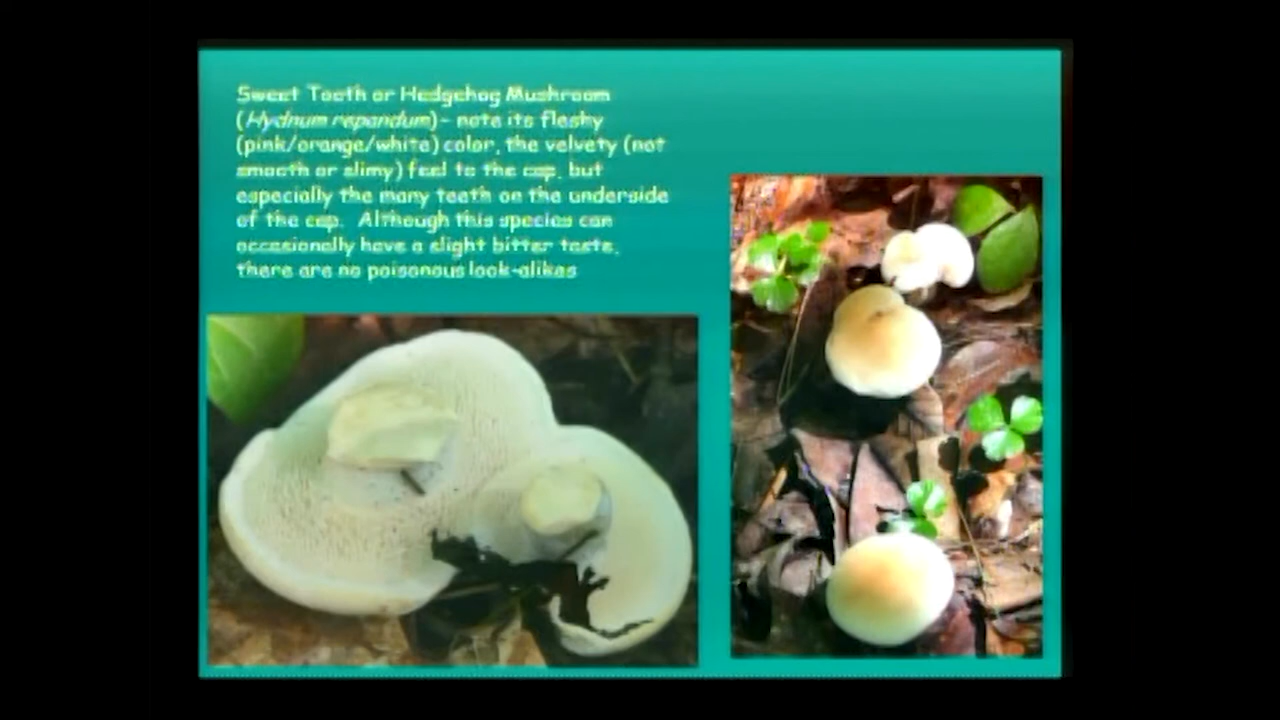 Sweet Tooth or Hedgehog Mushroom
(Hydnum repandum) - note its fleshy
(pink/orange/white) color, the velvety (not
smooth or slimy) feel to the cap, but
especially the many teeth on the underside
of the cap. Although this species can
occasionally have a slight bitter taste,
there are no poisonous look-alikes